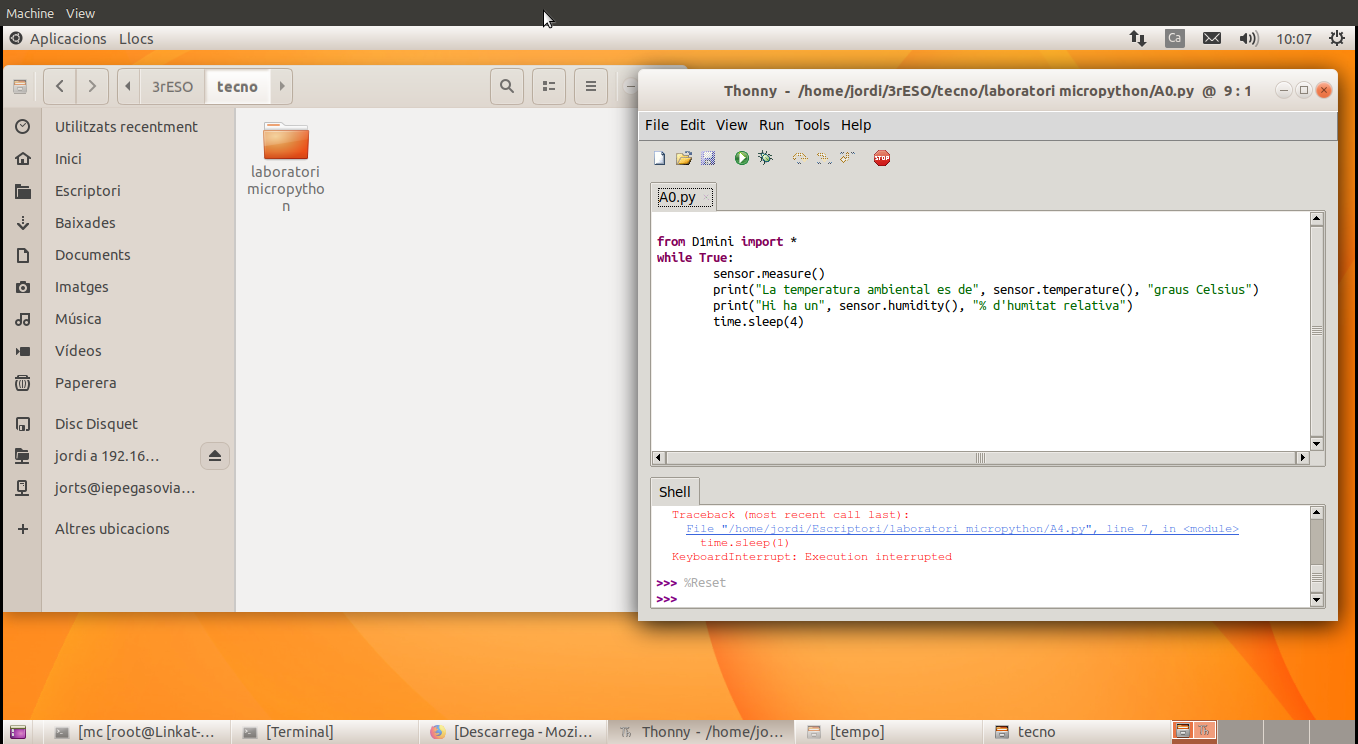 Machine View
Aplicacions Llocs Ca 10:07
3rESO tecno
Utilitzats recentment
Inici
Escriptori
Baixades
Documents
Imatges
Música
Vídeos
Paperera
Disc Disquet
jordi a 192.16…
jorts@iepegasovia…
Altres ubicacions
laboratori
micropytho
n
Thonny - /home/jordi/3rESO/tecno/laboratori micropython/A0.py @ 9 : 1
File Edit View Run Tools Help
STOP
A0.py
from D1mini import *
while True:
sensor.measure()
print("La temperatura ambiental es de", sensor.temperature(), "graus Celsius")
print("Hi ha un", sensor.humidity(), "% d'humitat relativa")
time.sleep(4)
Shell
Traceback (most recent call last):
File "/home/jordi/Escriptori/laboratori micropython/A4.py", line 7, in <module>
time.sleep(1)
KeyboardInterrupt: Execution interrupted
>>> %Reset
>>>
[mc [root@Linkat-... [Terminal] [Descarrega - Mozi... Thonny - /home/jo... [tempo] tecno